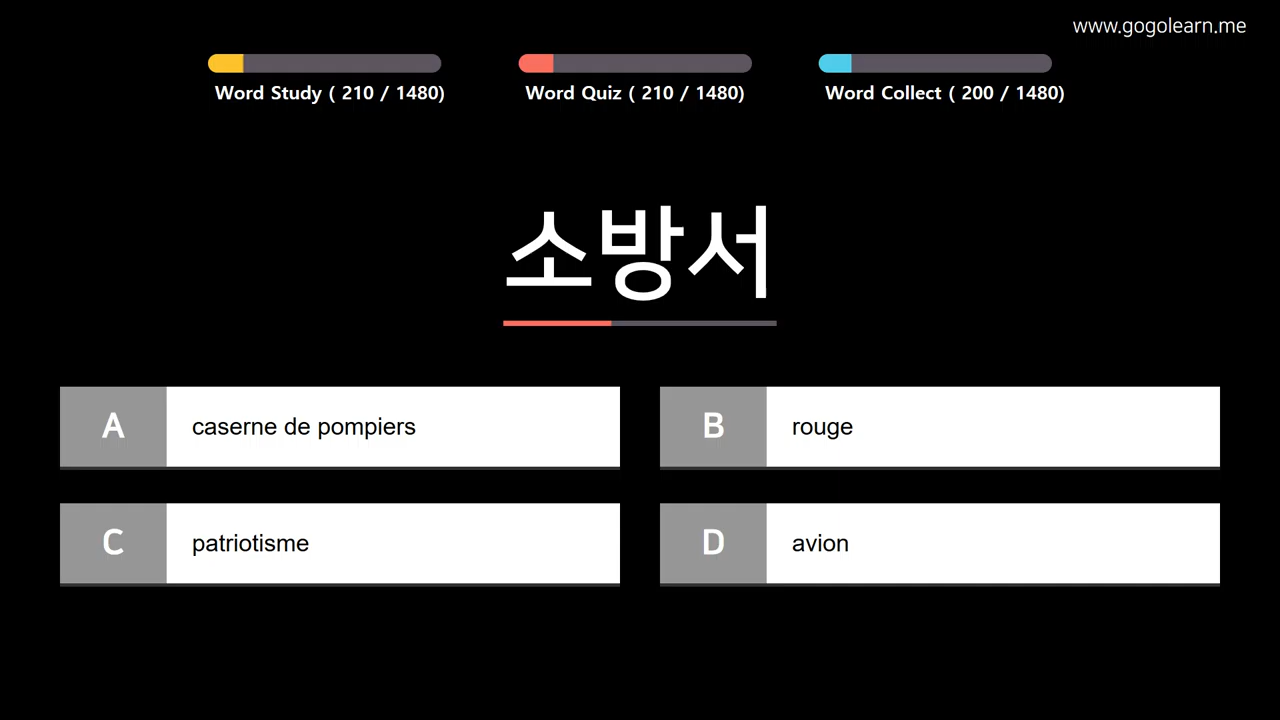 www.gogolearn.me
Word Study ( 210 / 1480)
Word Quiz ( 210 / 1480)
Word Collect ( 200 / 1480)
소방서
A caserne de pompiers
B rouge
C patriotisme
D avion